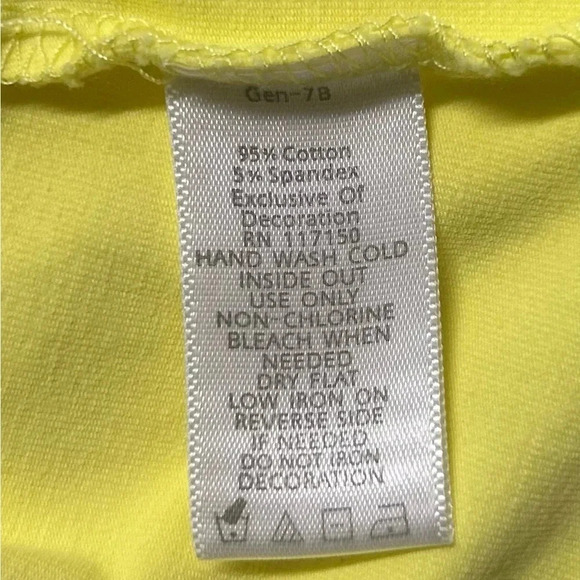 Gen-7B
95% Cotton
5% Spandex
Exclusive Of
Decoration
RN 117150
HAND WASH COLD
INSIDE OUT
USE ONLY
NON-CHLORINE
BLEACH WHEN
NEEDED
DRY FLAT
LOW IRON ON
REVERSE SIDE
IF NEEDED
DO NOT IRON
DECORATION